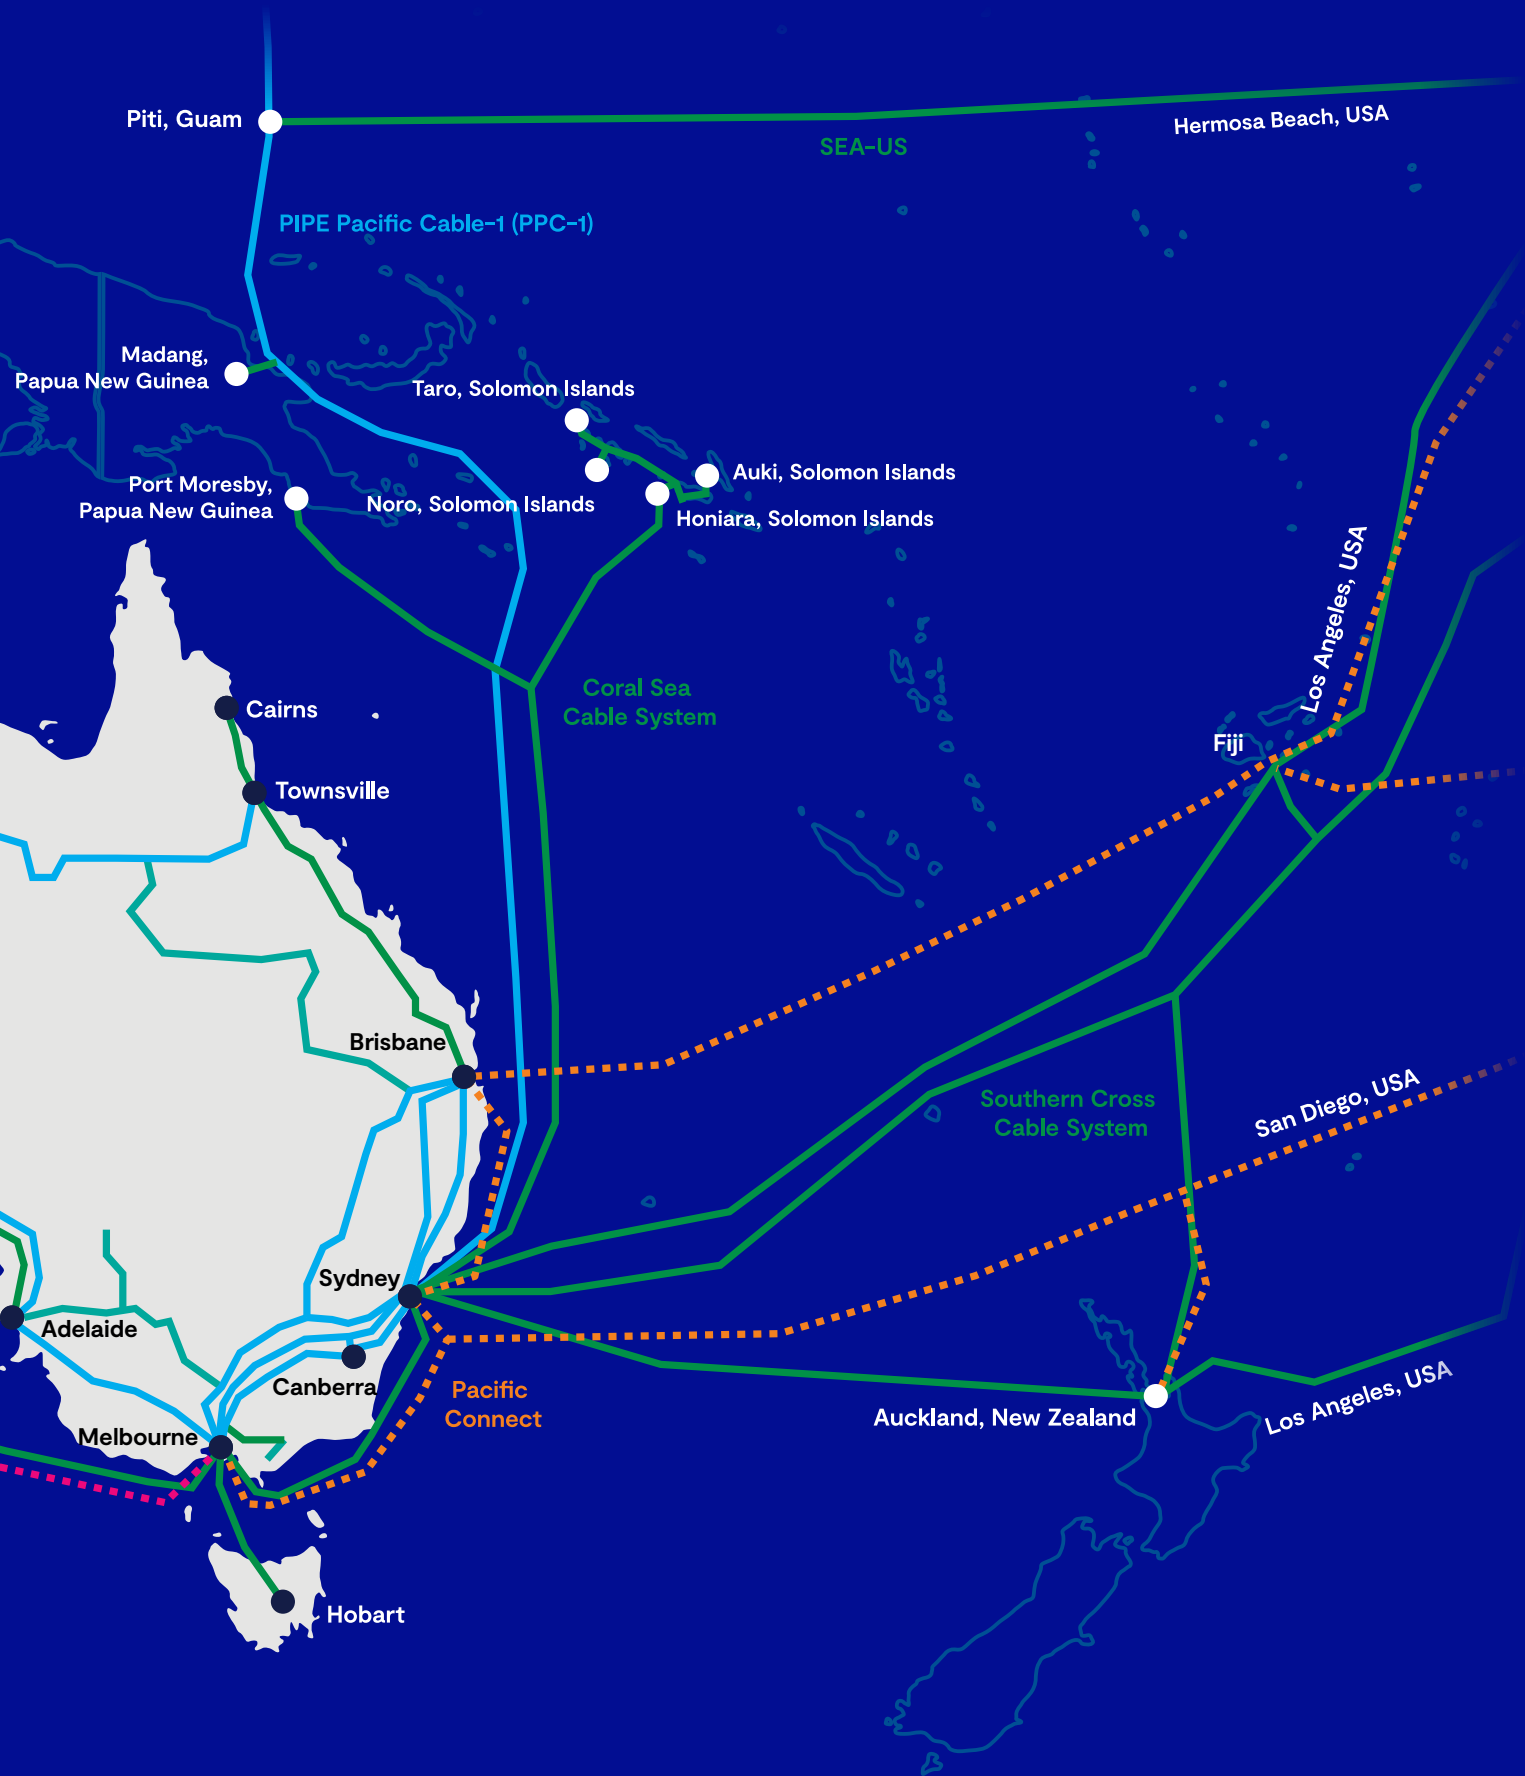 Piti, Guam
Hermosa Beach, USA
SEA-US
PIPE Pacific Cable-1 (PPC-1)
Madang,
Papua New Guinea
Taro, Solomon Islands
Auki, Solomon Islands
Port Moresby,
Papua New Guinea
Noro, Solomon Islands
Honiara, Solomon Islands
Los Angeles, USA
Coral Sea
Cable System
Cairns
Fiji
Townsville
Brisbane
Southern Cross
Cable System
San Diego, USA
Sydney
Adelaide
Canberra
Pacific
Connect
Auckland, New Zealand
Los Angeles, USA
Melbourne
Hobart